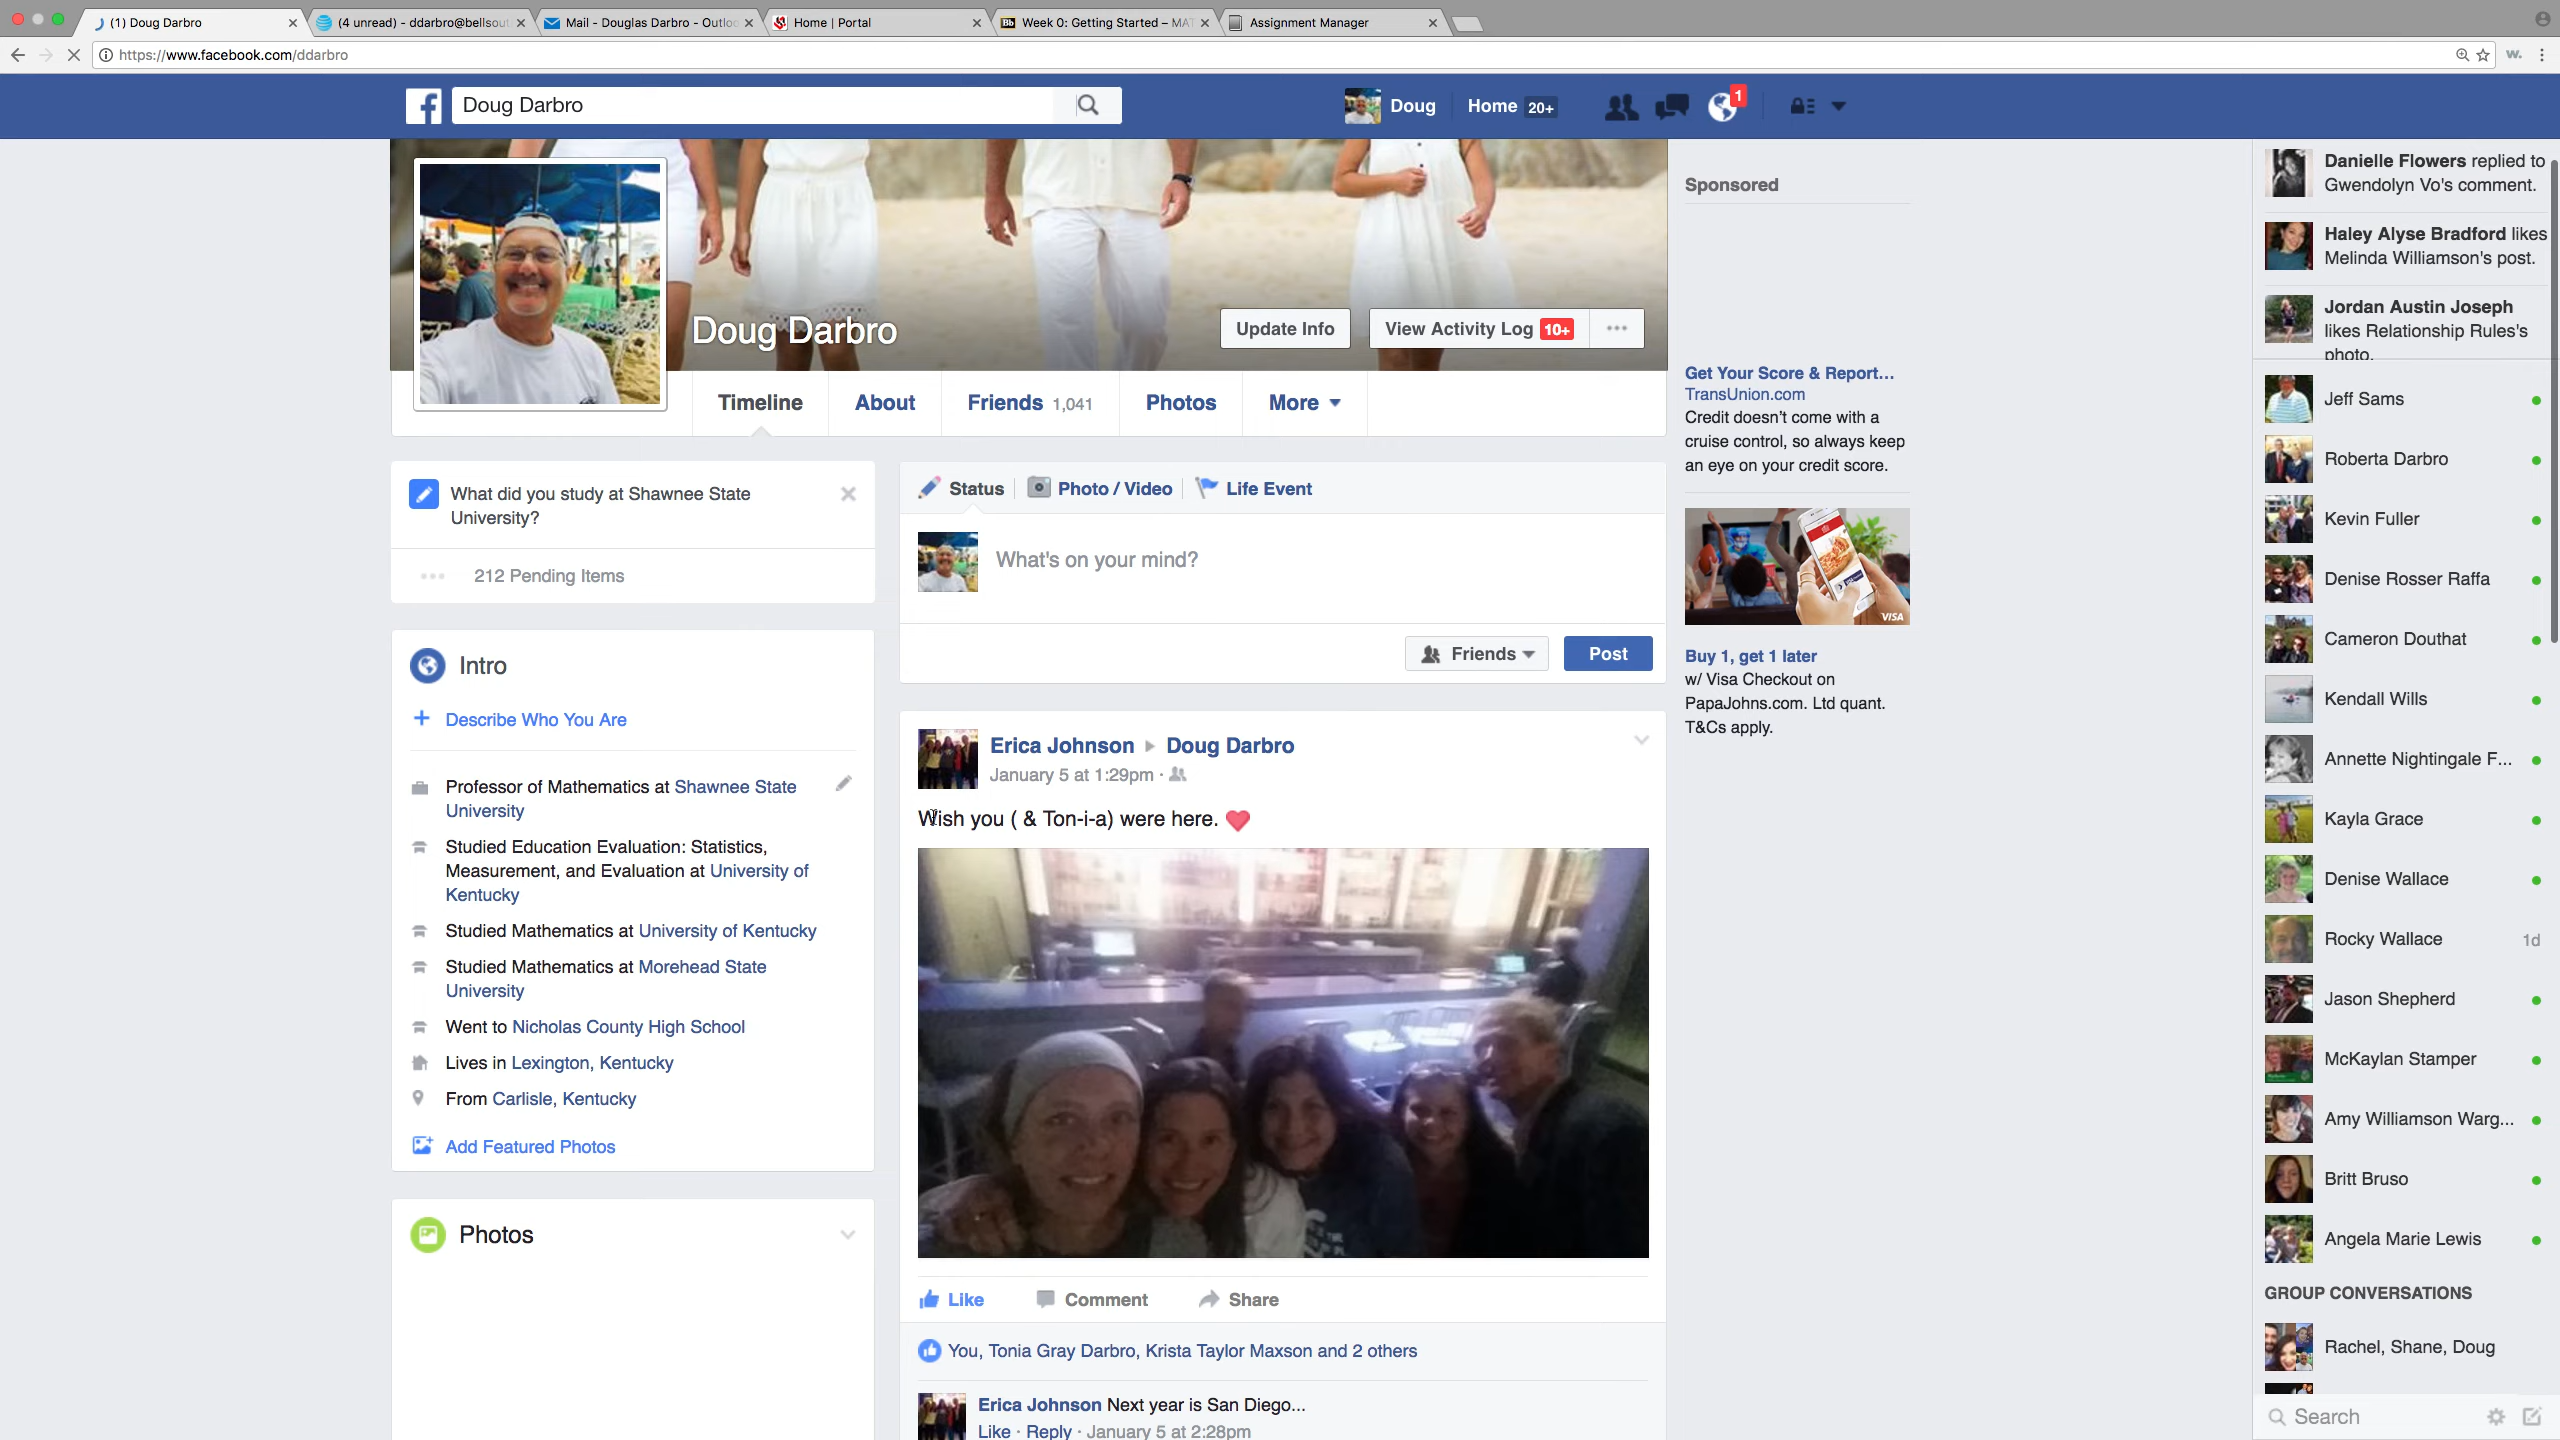 (1) Doug Darbro
(4 unread) - ddarbro@bellsout
Mail - Douglas Darbro - Outloo
Home | Portal
Bb Week 0: Getting Started – MAT
Assignment Manager
https://www.facebook.com/ddarbro
w.
Doug Darbro
Doug
Home 20+
1
Doug Darbro
Update Info
View Activity Log 10+
Timeline
About
Friends 1,041
Photos
More
What did you study at Shawnee State
University?
212 Pending Items
Intro
Describe Who You Are
Professor of Mathematics at Shawnee State
University
Studied Education Evaluation: Statistics,
Measurement, and Evaluation at University of
Kentucky
Studied Mathematics at University of Kentucky
Studied Mathematics at Morehead State
University
Went to Nicholas County High School
Lives in Lexington, Kentucky
From Carlisle, Kentucky
Add Featured Photos
Photos
Status
Photo / Video
Life Event
What's on your mind?
Friends
Post
Erica Johnson ▸ Doug Darbro
January 5 at 1:29pm ·
Wish you ( & Ton-i-a) were here.
Like
Comment
Share
You, Tonia Gray Darbro, Krista Taylor Maxson and 2 others
Erica Johnson Next year is San Diego...
Like · Reply · January 5 at 2:28pm
Sponsored
Get Your Score & Report...
TransUnion.com
Credit doesn't come with a
cruise control, so always keep
an eye on your credit score.
VISA
Buy 1, get 1 later
w/ Visa Checkout on
PapaJohns.com. Ltd quant.
T&Cs apply.
Danielle Flowers replied to
Gwendolyn Vo's comment.
Haley Alyse Bradford likes
Melinda Williamson's post.
Jordan Austin Joseph
likes Relationship Rules's
photo.
Jeff Sams
Roberta Darbro
Kevin Fuller
Denise Rosser Raffa
Cameron Douthat
Kendall Wills
Annette Nightingale F...
Kayla Grace
Denise Wallace
Rocky Wallace 1d
Jason Shepherd
McKaylan Stamper
Amy Williamson Warg...
Britt Bruso
Angela Marie Lewis
GROUP CONVERSATIONS
Rachel, Shane, Doug
Search